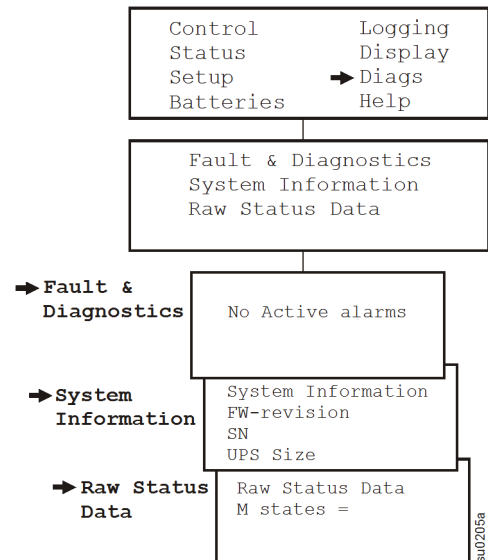 Control Logging
Status Display
Setup Diags
Batteries Help
Fault & Diagnostics
System Information
Raw Status Data
Fault &
Diagnostics
No Active alarms
System
Information
System Information
FW-revision
SN
UPS Size
Raw Status
Data
Raw Status Data
M states =
su0205a